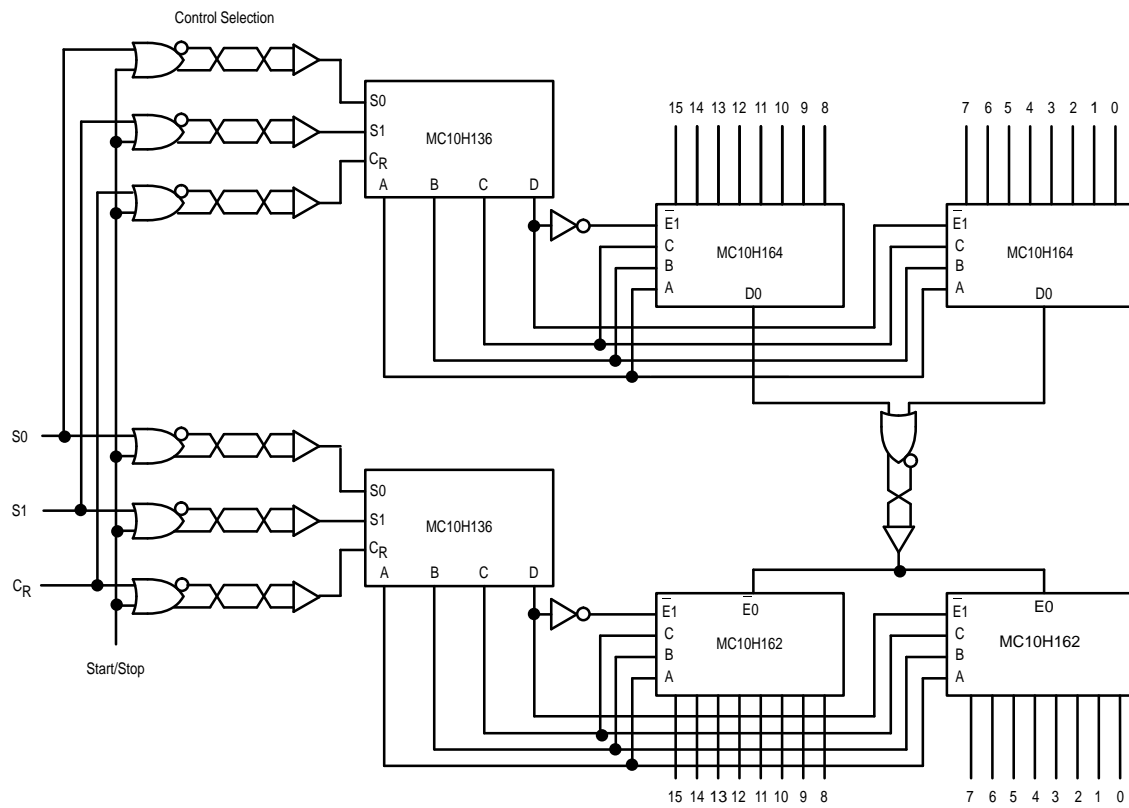 Control Selection
S0
S1
CR
MC10H136
A B C D
15 14 13 12 11 10 9 8
E1
C
B
A
MC10H164
D0
7 6 5 4 3 2 1 0
E1
C
B
A
MC10H164
D0
S0
S1
CR
Start/Stop
S0
S1
CR
MC10H136
A B C D
E1
C
B
A
E0
MC10H162
15 14 13 12 11 10 9 8
E1
C
B
A
E0
MC10H162
7 6 5 4 3 2 1 0